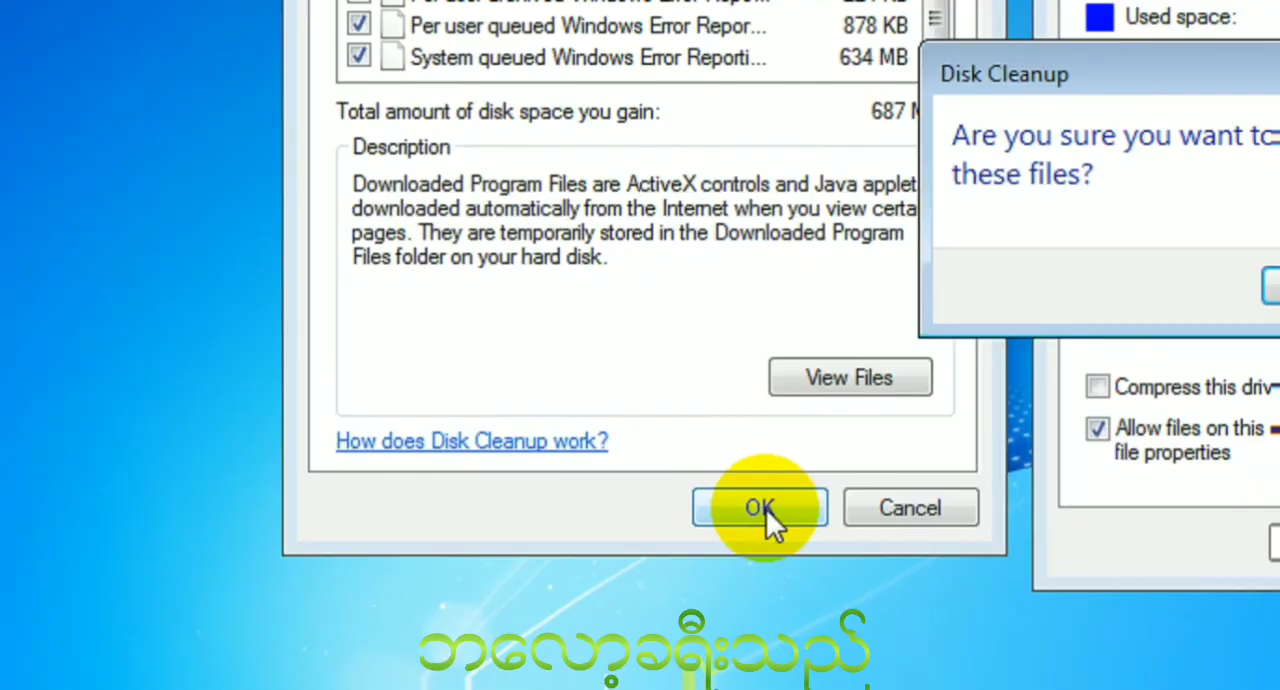 Per user queued Windows Error Repor... 878 KB
System queued Windows Error Reporti... 634 MB
Total amount of disk space you gain: 687
Description
Downloaded Program Files are ActiveX controls and Java applet
downloaded automatically from the Internet when you view certa
pages. They are temporarily stored in the Downloaded Program
Files folder on your hard disk.
View Files
How does Disk Cleanup work?
OK Cancel
Used space:
Disk Cleanup
Are you sure you want to
these files?
Compress this driv
Allow files on this
file properties
ဘလော့ခရီးသည်